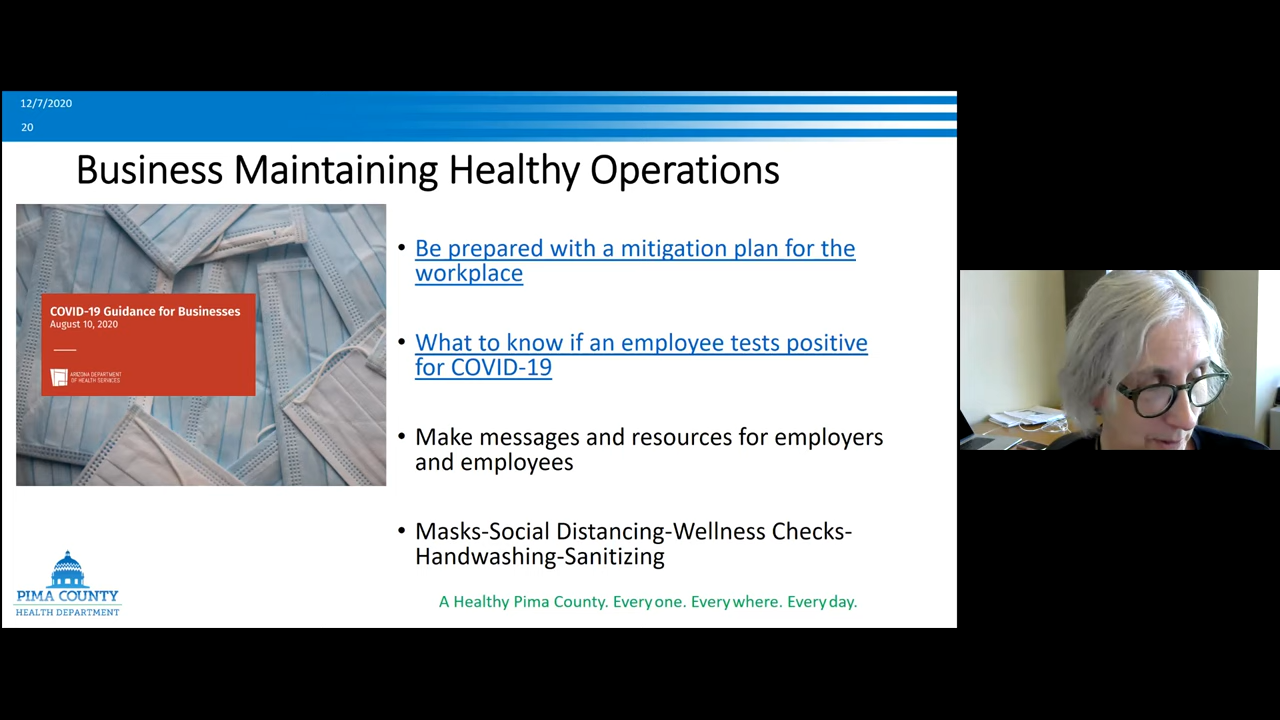 12/7/2020
20
Business Maintaining Healthy Operations
COVID-19 Guidance for Businesses
August 10, 2020
ARIZONA DEPARTMENT
OF HEALTH SERVICES
• Be prepared with a mitigation plan for the
workplace
• What to know if an employee tests positive
for COVID-19
• Make messages and resources for employers
and employees
• Masks-Social Distancing-Wellness Checks-
Handwashing-Sanitizing
PIMA COUNTY
HEALTH DEPARTMENT
A Healthy Pima County. Every one. Every where. Every day.